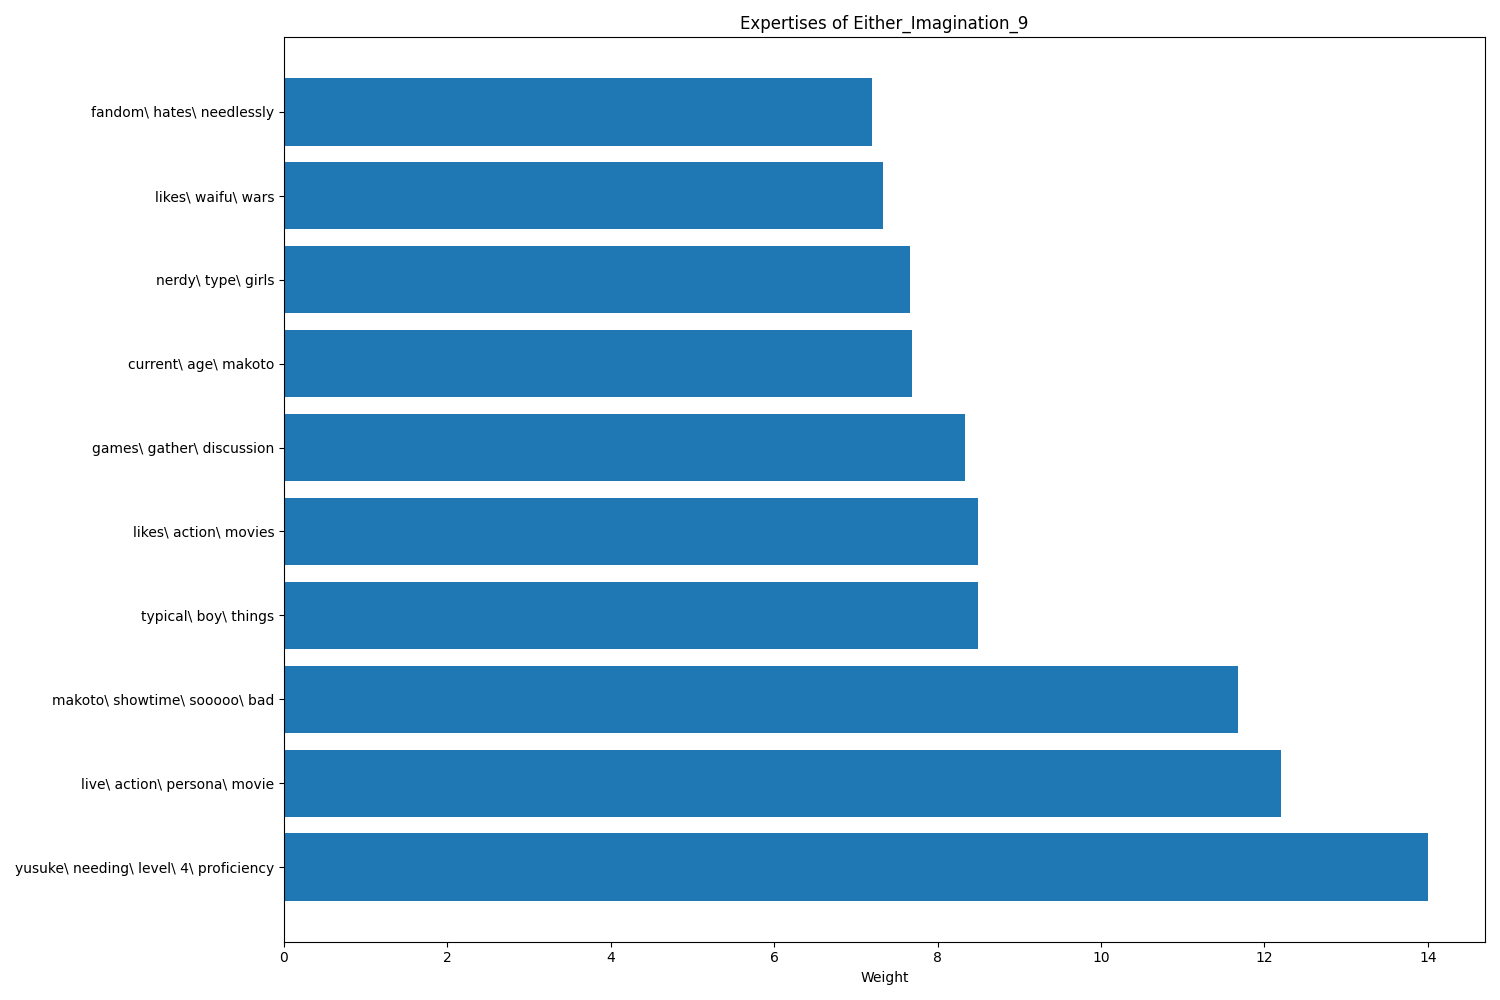 Expertises of Either_Imagination_9
fandom\ hates\ needlessly
likes\ waifu\ wars
nerdy\ type\ girls
current\ age\ makoto
games\ gather\ discussion
likes\ action\ movies
typical\ boy\ things
makoto\ showtime\ sooooo\ bad
live\ action\ persona\ movie
yusuke\ needing\ level\ 4\ proficiency
0 2 4 6 8 10 12 14
Weight